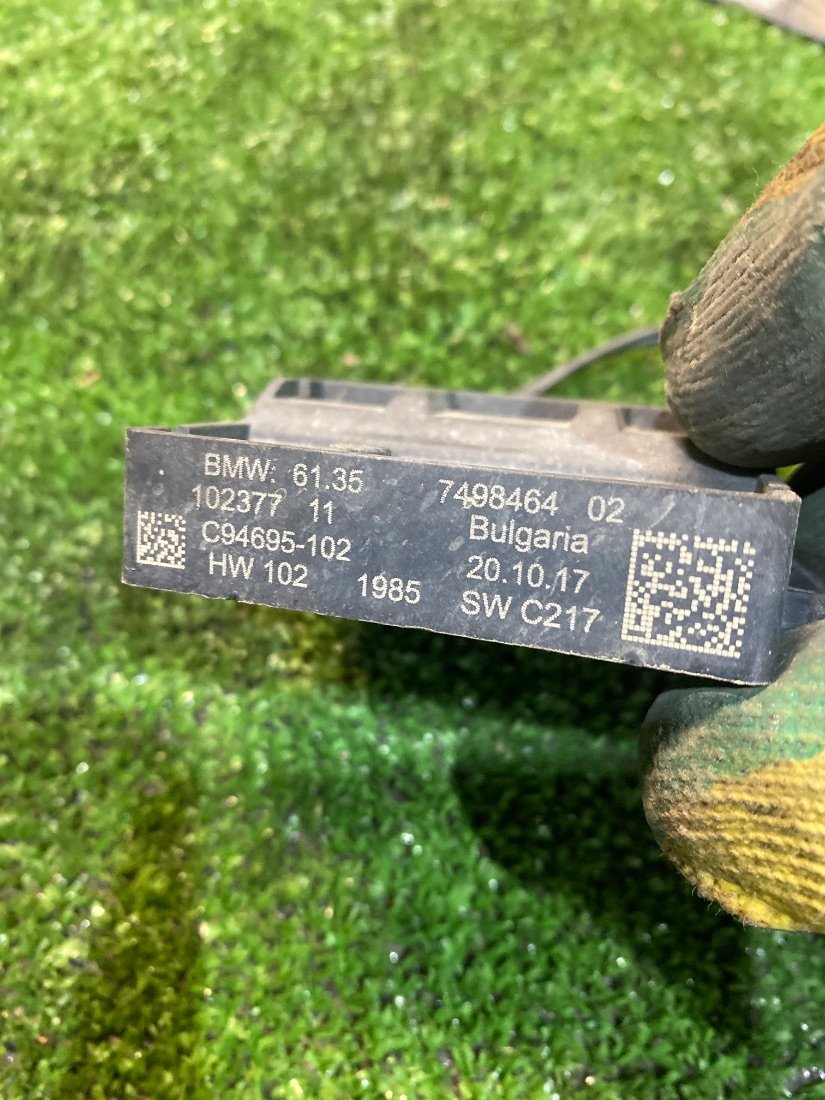 BMW: 61.35 7498464 02
102377 11 Bulgaria
C94695-102 20.10.17
HW 102 1985 SW C217